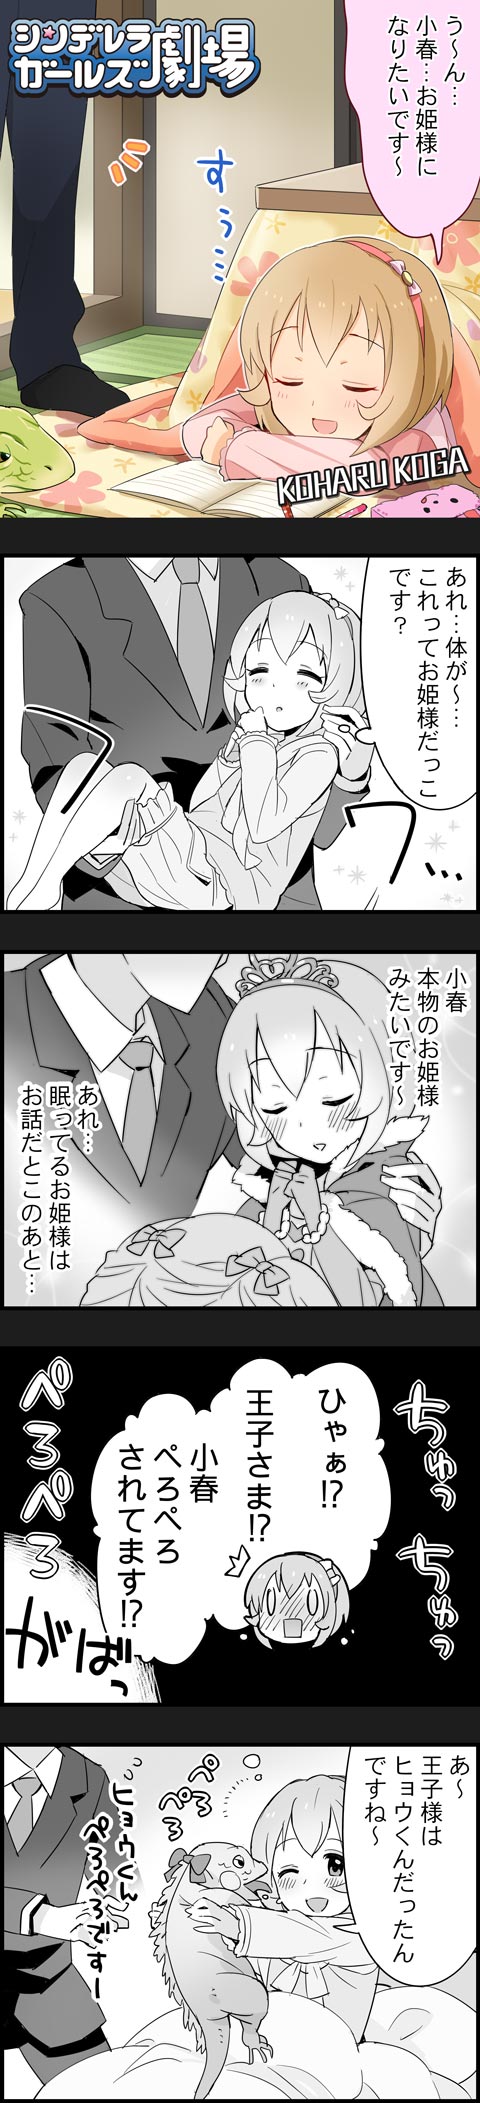 シンデレラ
ガールズ劇場
う～ん…
小春…お姫様に
なりたいです～
すぅ…
KOHARU KOGA
あれ…体が～…
これってお姫様だっこ
です？
フワ…
小春
本物のお姫様
みたいです～
あれ…
眠ってるお姫様は
お話だとこのあと…
ちゅっ
ちゅっ
ひゃぁ!?
王子さま!?
小春
ぺろぺろ
されてます!?
ぺろぺろ
がばっ
あ～
王子様は
ヒョウくんだったん
ですね～
ぺろぺろ
ヒョウくん
ぺろぺろですー